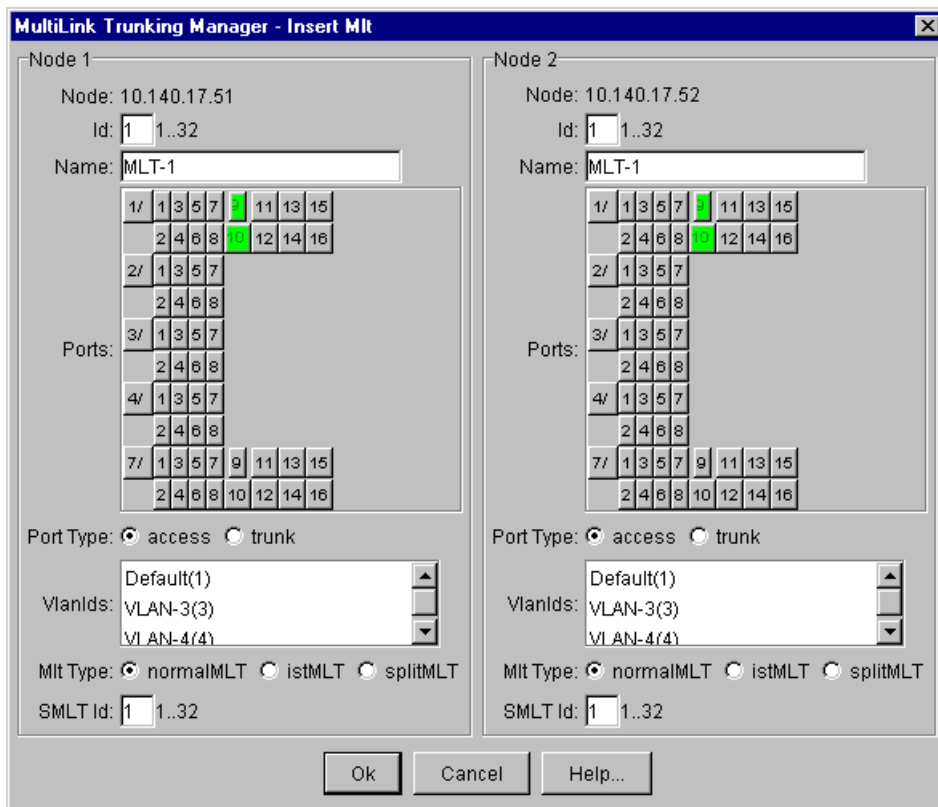 MultiLink Trunking Manager - Insert Mlt
Node 1
Node: 10.140.17.51
Id: 1 1..32
Name: MLT-1
Ports:
1/ 1 3 5 7 9 11 13 15
2 4 6 8 10 12 14 16
2/ 1 3 5 7
2 4 6 8
3/ 1 3 5 7
2 4 6 8
4/ 1 3 5 7
2 4 6 8
7/ 1 3 5 7 9 11 13 15
2 4 6 8 10 12 14 16
Port Type: access trunk
VlanIds:
Default(1)
VLAN-3(3)
VLAN-4(4)
Mlt Type: normalMLT istMLT splitMLT
SMLT Id: 1 1..32
Node 2
Node: 10.140.17.52
Id: 1 1..32
Name: MLT-1
Ports:
1/ 1 3 5 7 9 11 13 15
2 4 6 8 10 12 14 16
2/ 1 3 5 7
2 4 6 8
3/ 1 3 5 7
2 4 6 8
4/ 1 3 5 7
2 4 6 8
7/ 1 3 5 7 9 11 13 15
2 4 6 8 10 12 14 16
Port Type: access trunk
VlanIds:
Default(1)
VLAN-3(3)
VLAN-4(4)
Mlt Type: normalMLT istMLT splitMLT
SMLT Id: 1 1..32
Ok Cancel Help...